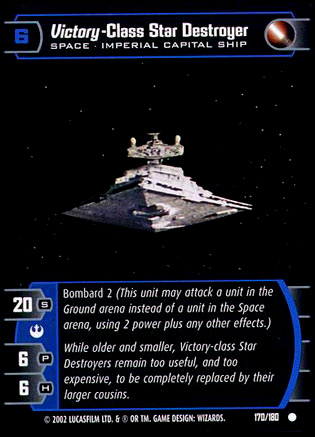 6
Victory-Class Star Destroyer
SPACE · IMPERIAL CAPITAL SHIP
20 S
Bombard 2 (This unit may attack a unit in the
Ground arena instead of a unit in the Space
arena, using 2 power plus any other effects.)
6 P
While older and smaller, Victory-class Star
Destroyers remain too useful, and too
expensive, to be completely replaced by their
larger cousins.
6 H
© 2002 LUCASFILM LTD. & ® OR TM. GAME DESIGN: WIZARDS.
170/180